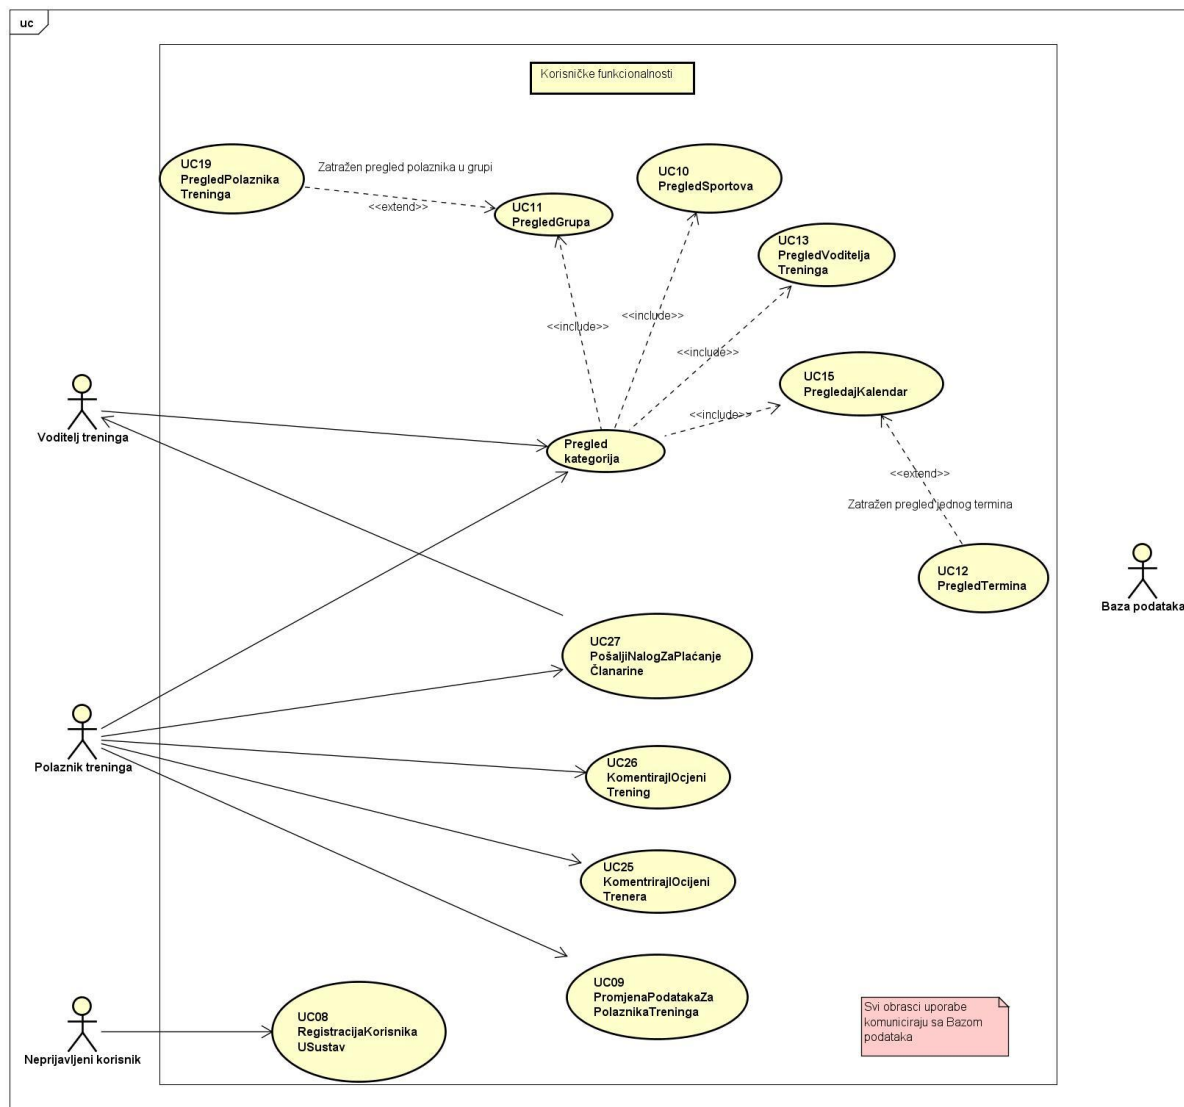 uc
Korisničke funkcionalnosti
UC19
PregledPolaznika
Treninga
Zatražen pregled polaznika u grupi
<<extend>>
UC11
PregledGrupa
UC10
PregledSportova
UC13
PregledVoditelja
Treninga
<<include>>
<<include>>
<<include>>
<<include>>
UC15
PregledajKalendar
Voditelj treninga
Pregled
kategorija
<<extend>>
Zatražen pregled jednog termina
UC12
PregledTermina
Baza podataka
UC27
PošaljiNalogZaPlaćanje
Članarine
Polaznik treninga
UC26
KomentirajIOcjeni
Trening
UC25
KomentrirajIOcijeni
Trenera
UC09
PromjenaPodatakaZa
PolaznikaTreninga
Neprijavljeni korisnik
UC08
RegistracijaKorisnika
USustav
Svi obrasci uporabe
komuniciraju sa Bazom
podataka